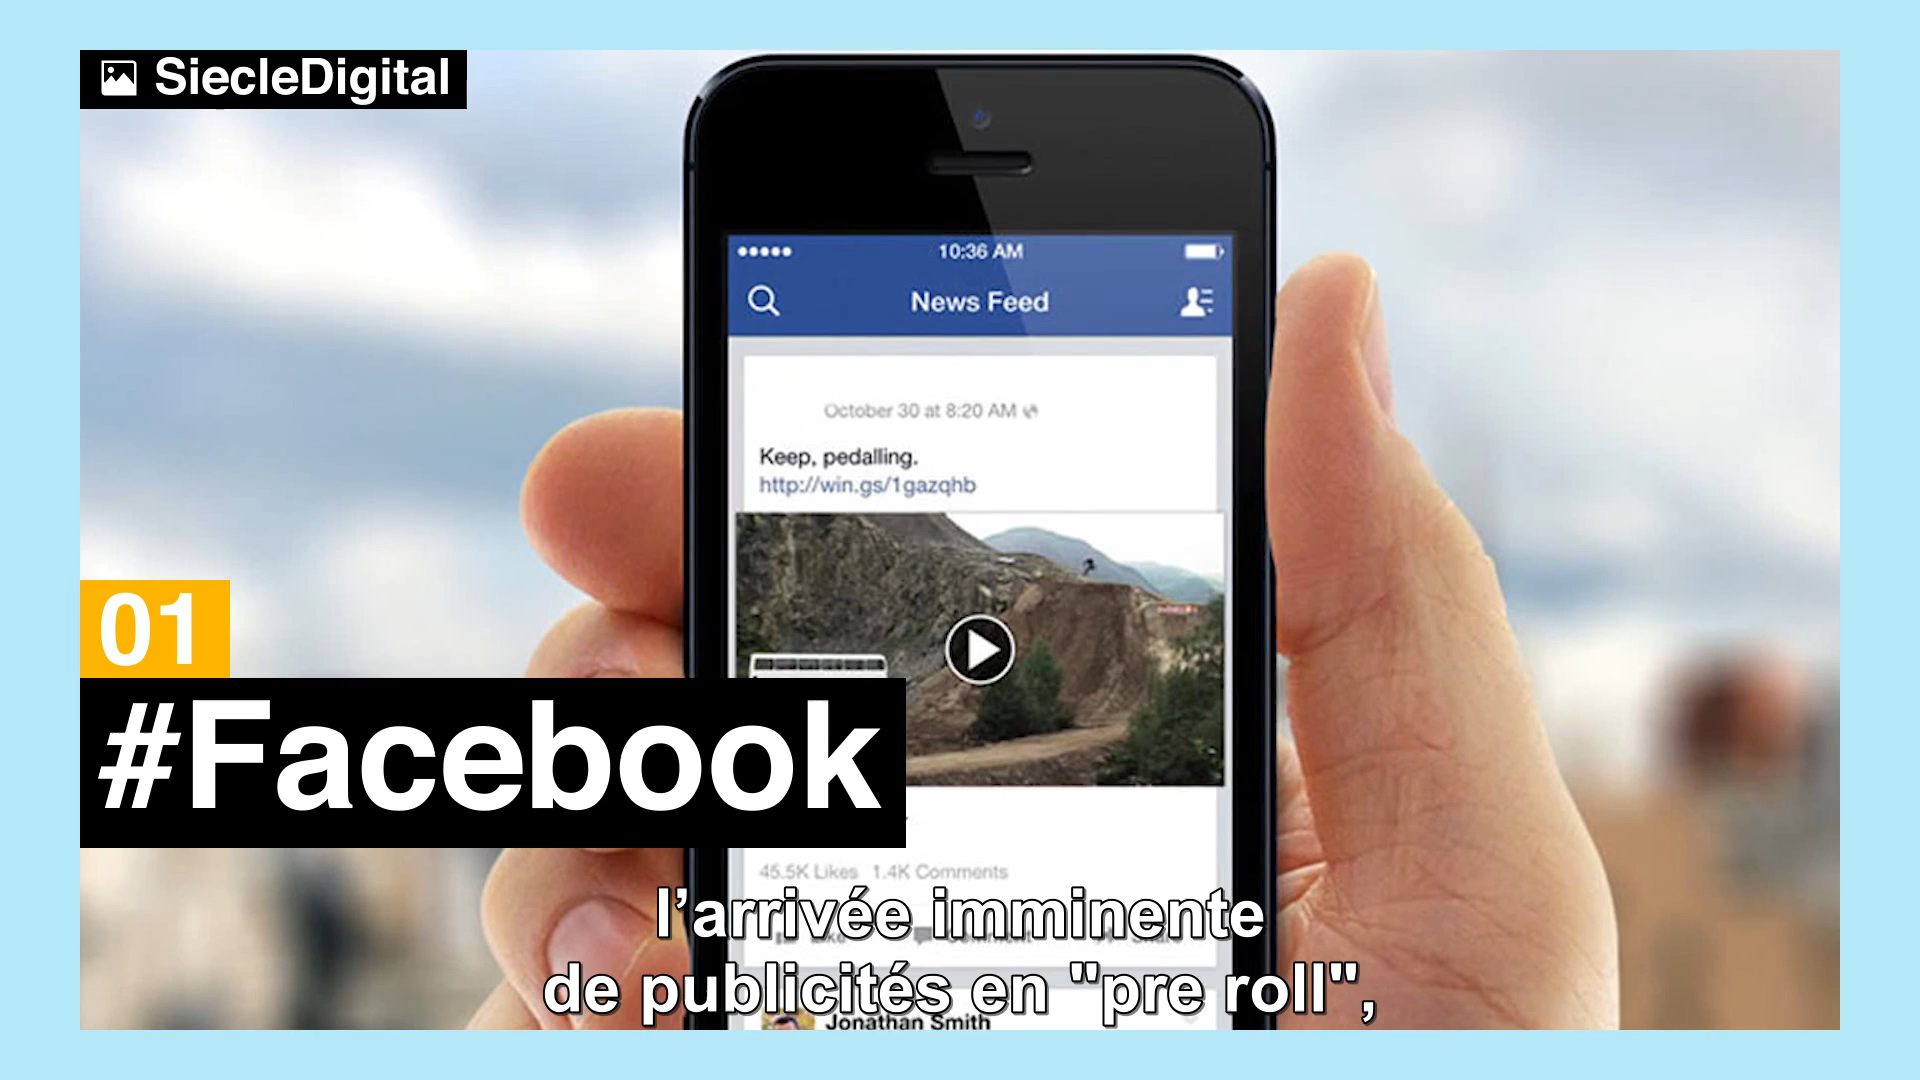 SiecleDigital
10:36 AM
News Feed
October 30 at 8:20 AM
Keep, pedalling.
http://win.gs/1gazqhb
01
#Facebook
45.5K Likes 1.4K Comments
l’arrivée imminente
de publicités en "pre roll",
Jonathan Smith